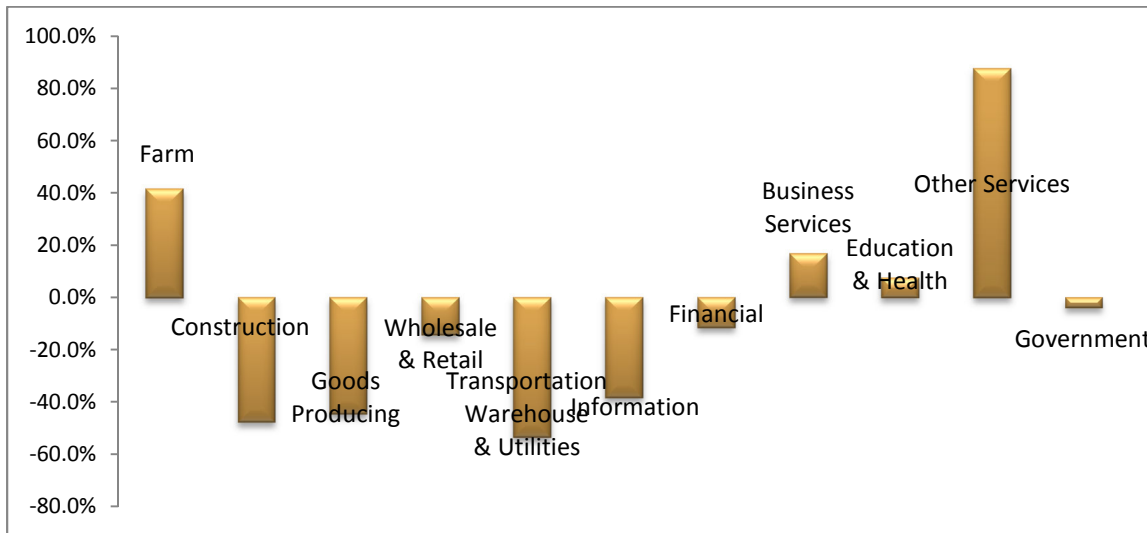 100.0%
80.0%
60.0%
40.0%
20.0%
0.0%
-20.0%
-40.0%
-60.0%
-80.0%
Farm
Construction
Goods
Producing
Wholesale
& Retail
Transportation
Warehouse
& Utilities
Information
Financial
Business
Services
Education
& Health
Other Services
Government